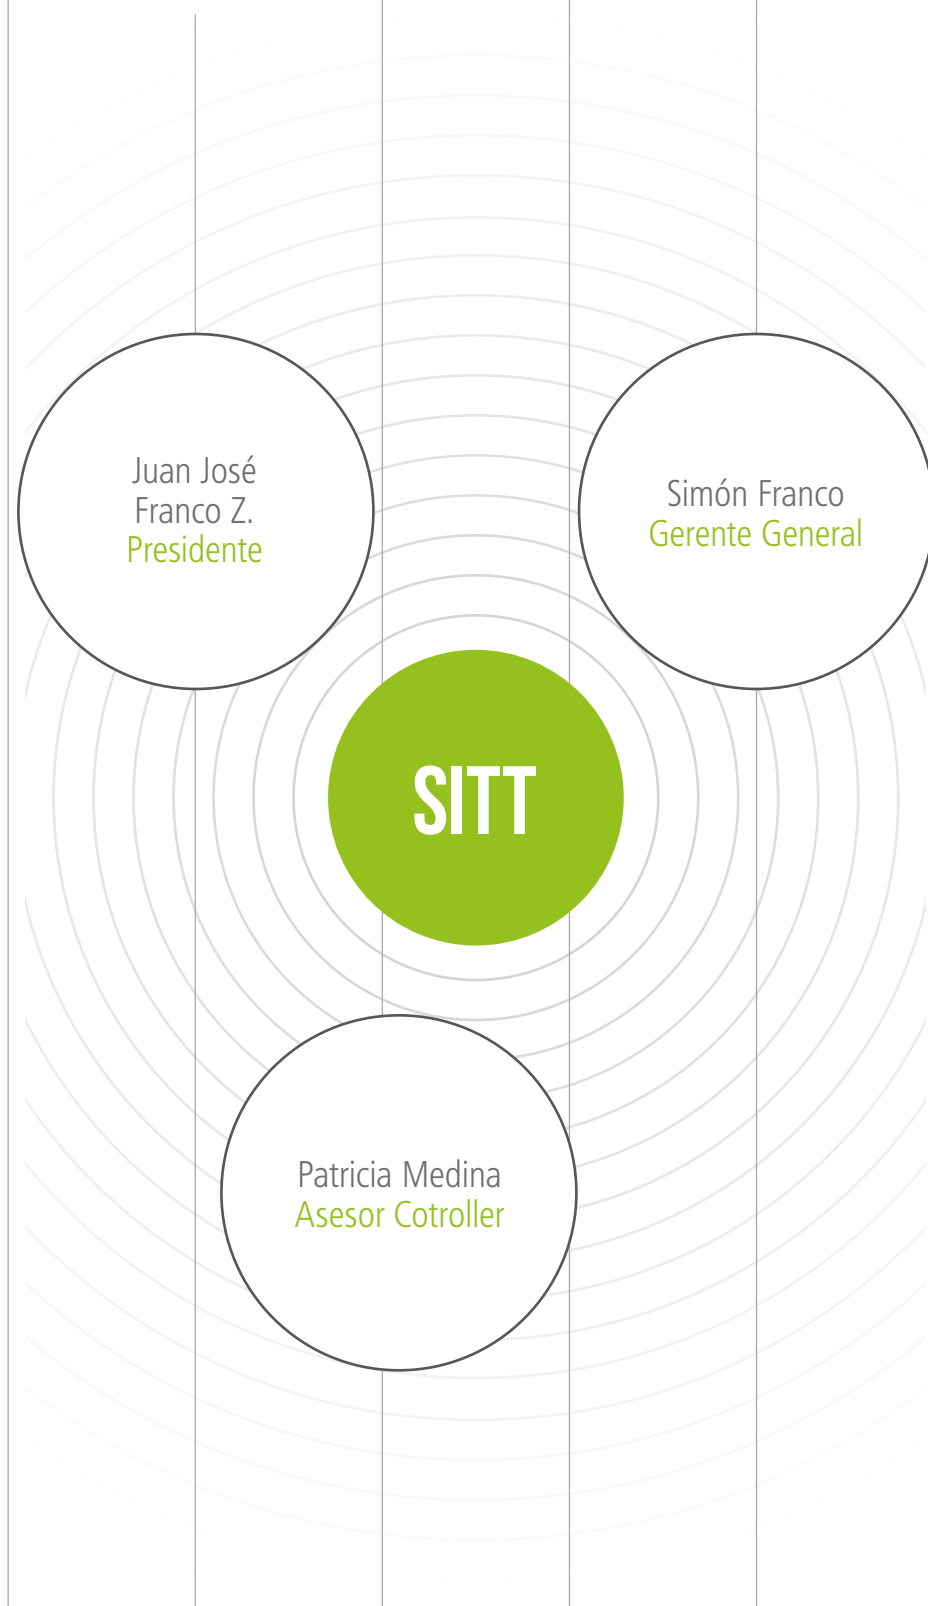 Juan José
Franco Z.
Presidente
Simón Franco
Gerente General
SITT
Patricia Medina
Asesor Cotroller